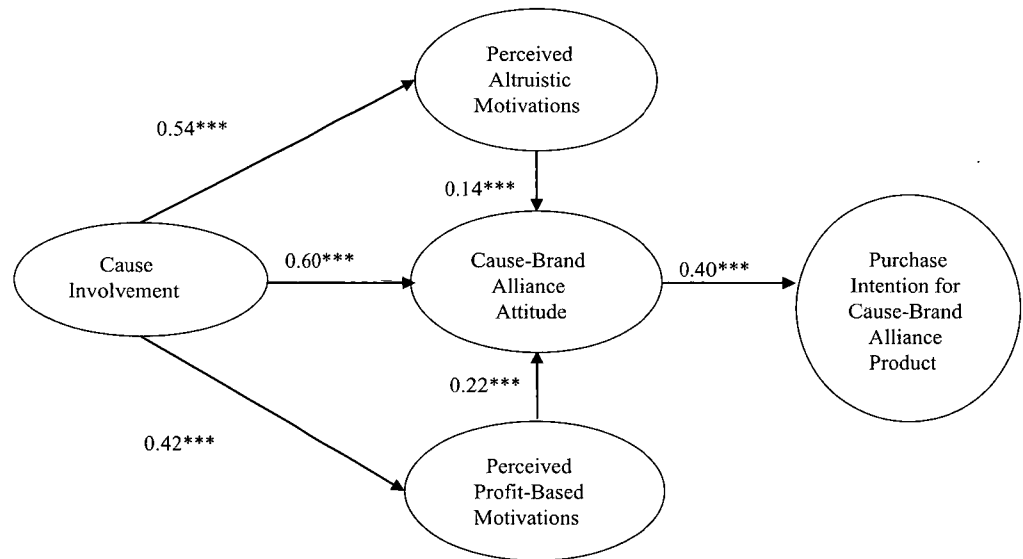 Perceived
Altruistic
Motivations
0.54***
0.14***
Cause
Involvement
0.60***
Cause-Brand
Alliance
Attitude
0.40***
Purchase
Intention for
Cause-Brand
Alliance
Product
0.22***
0.42***
Perceived
Profit-Based
Motivations